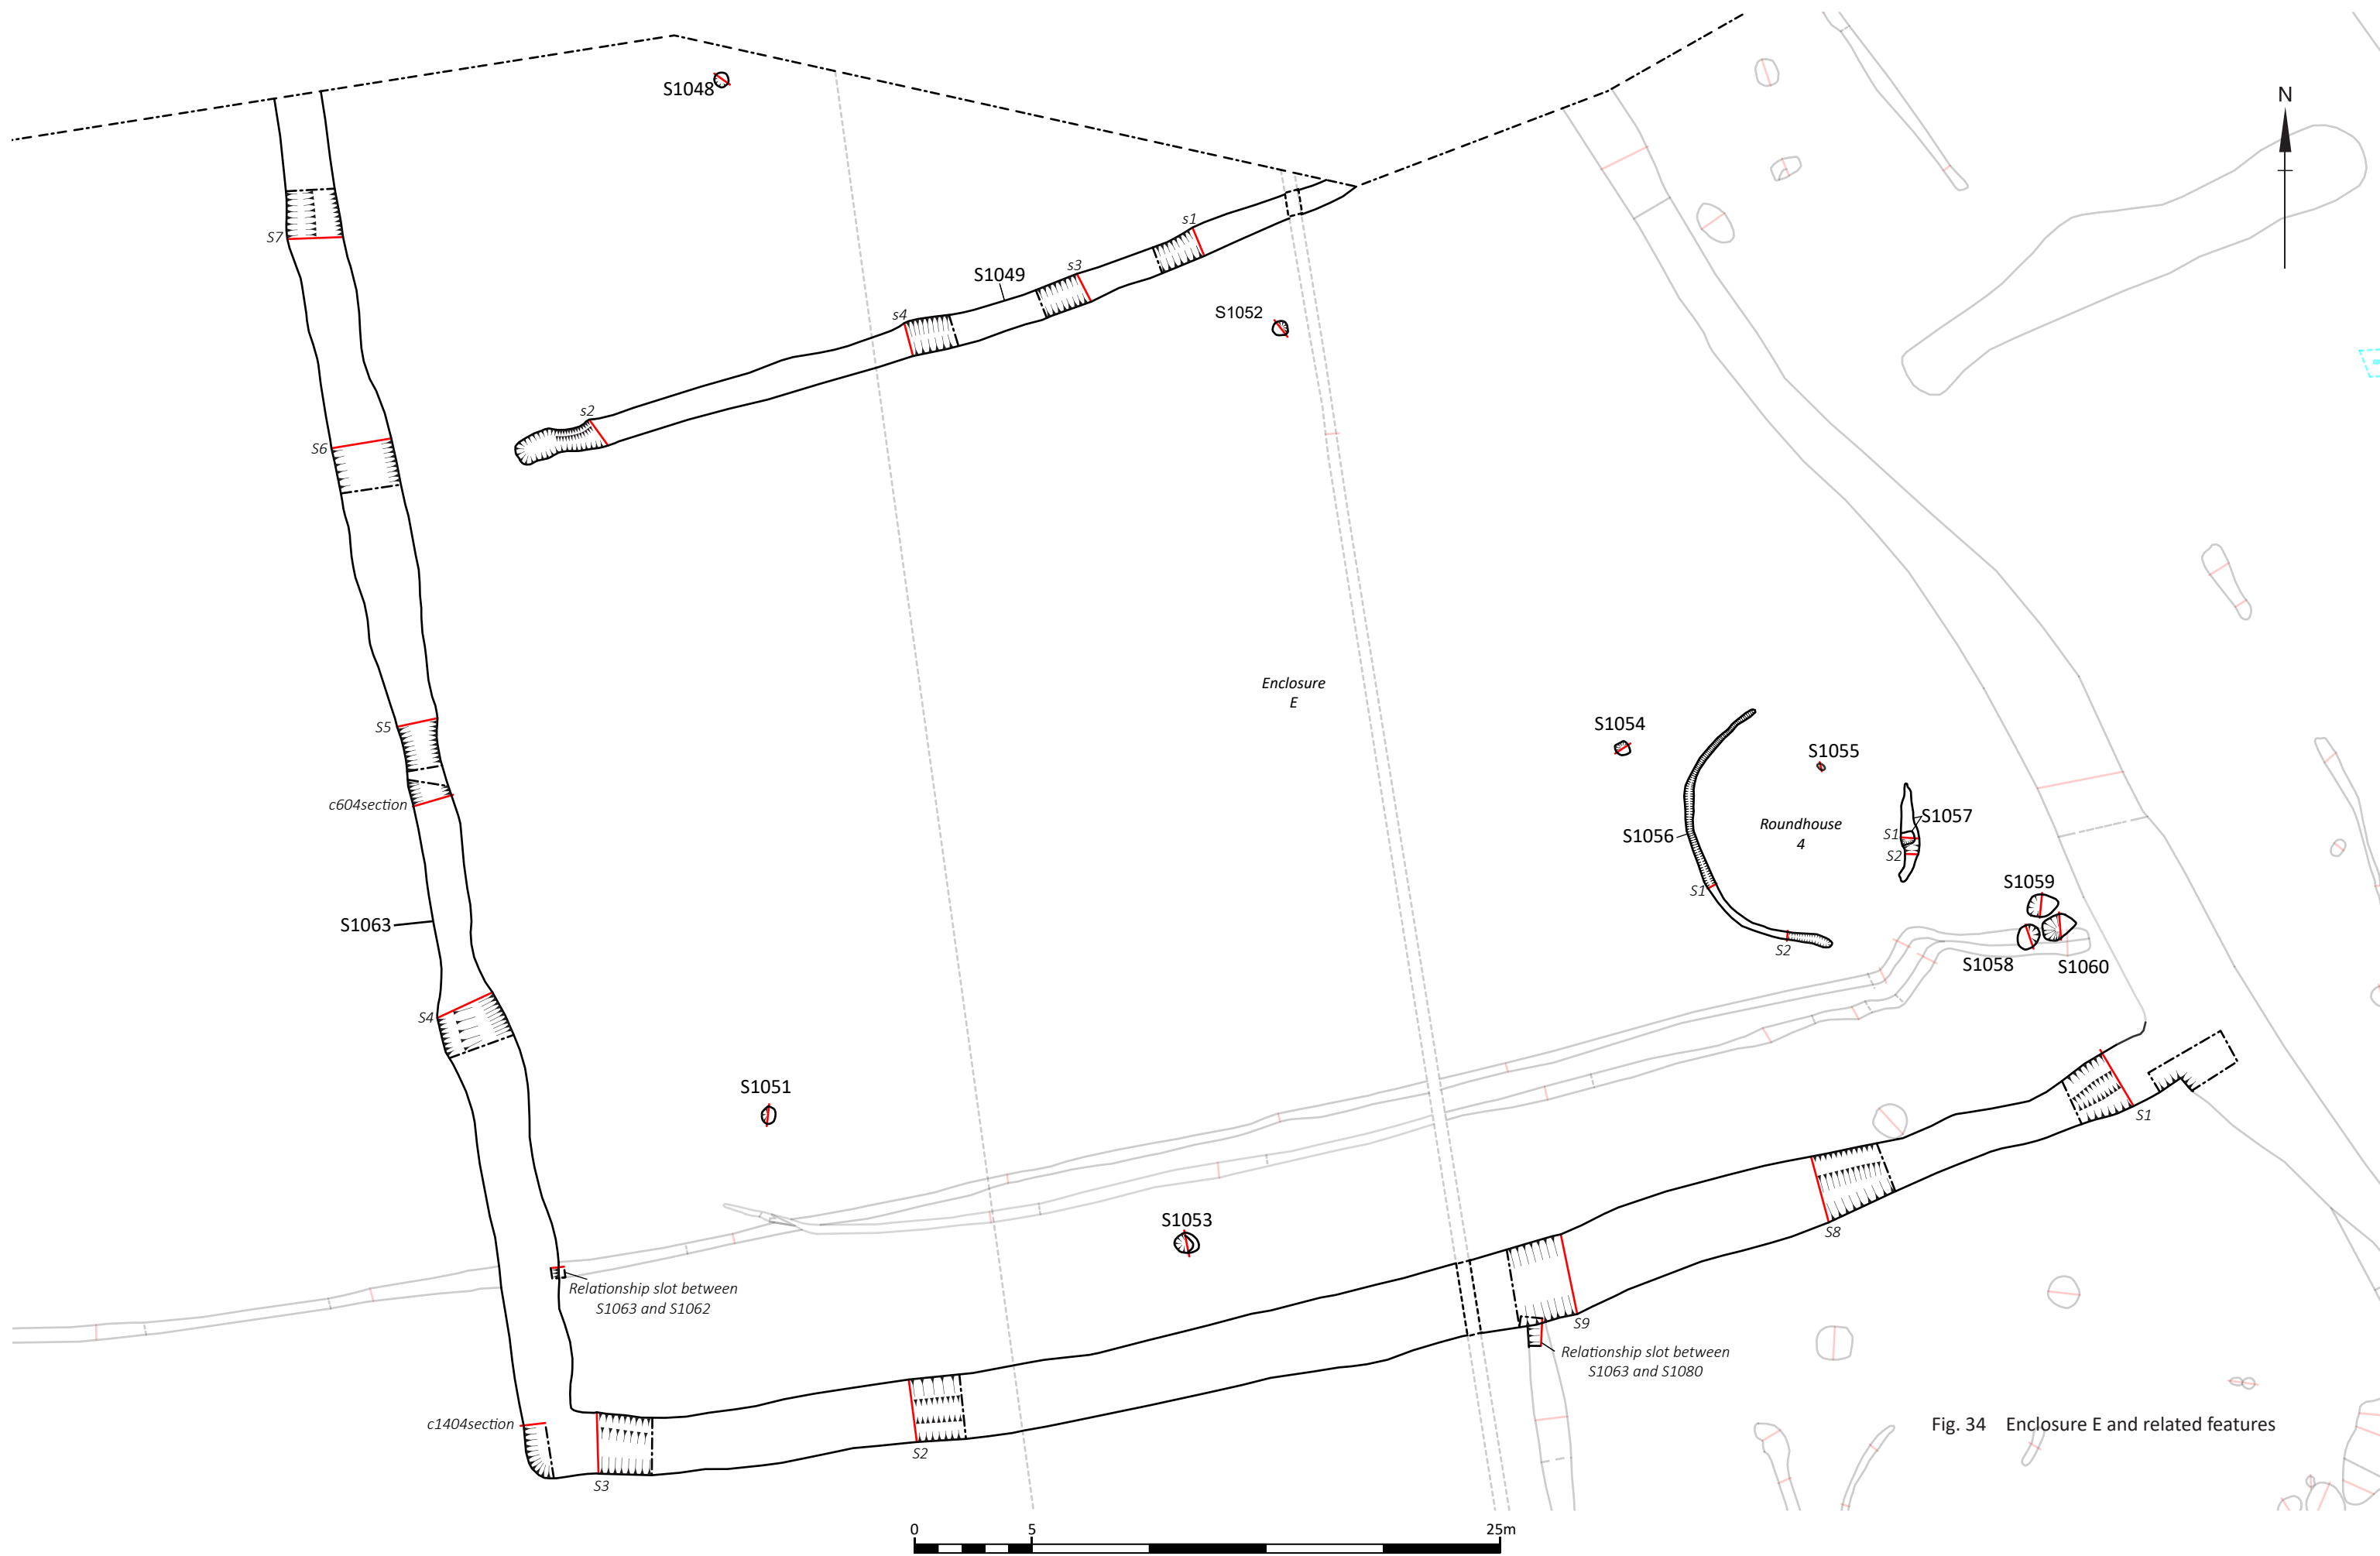 S1048
N
S7
s1
s3
S1049
s4
S1052
s2
S6
Enclosure
E
S5
S1054
S1055
c604section
S1056
Roundhouse
4
S1057
S1
S2
S1
S2
S1059
S1058
S1060
S1063
S4
S1051
S1
S1053
S8
Relationship slot between
S1063 and S1062
S9
Relationship slot between
S1063 and S1080
c1404section
S3
S2
Fig. 34 Enclosure E and related features
0 5 25m